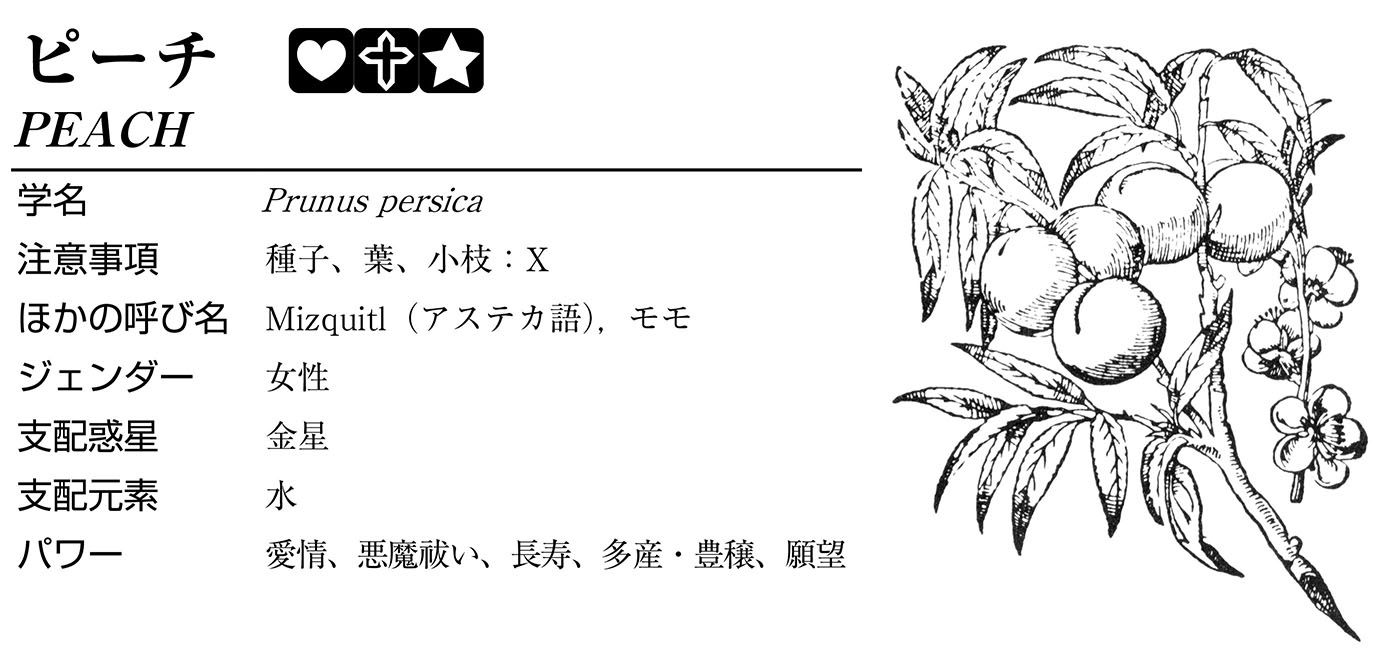 ピーチ
PEACH
学名 Prunus persica
注意事項 種子、葉、小枝：X
ほかの呼び名 Mizquitl（アステカ語），モモ
ジェンダー 女性
支配惑星 金星
支配元素 水
パワー 愛情、悪魔祓い、長寿、多産・豊穣、願望